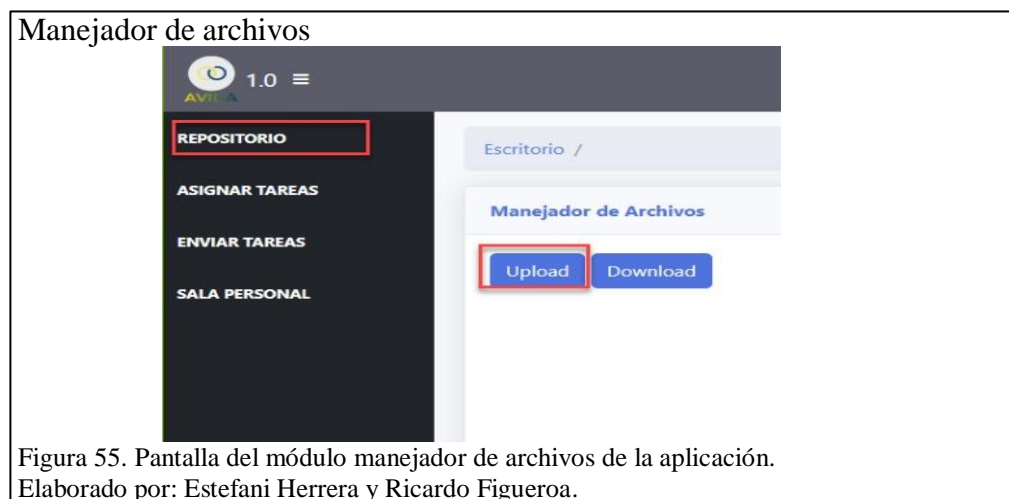 Manejador de archivos
1.0
REPOSITORIO
Escritorio /
ASIGNAR TAREAS
Manejador de Archivos
ENVIAR TAREAS
Upload Download
SALA PERSONAL
Figura 55. Pantalla del módulo manejador de archivos de la aplicación.
Elaborado por: Estefani Herrera y Ricardo Figueroa.